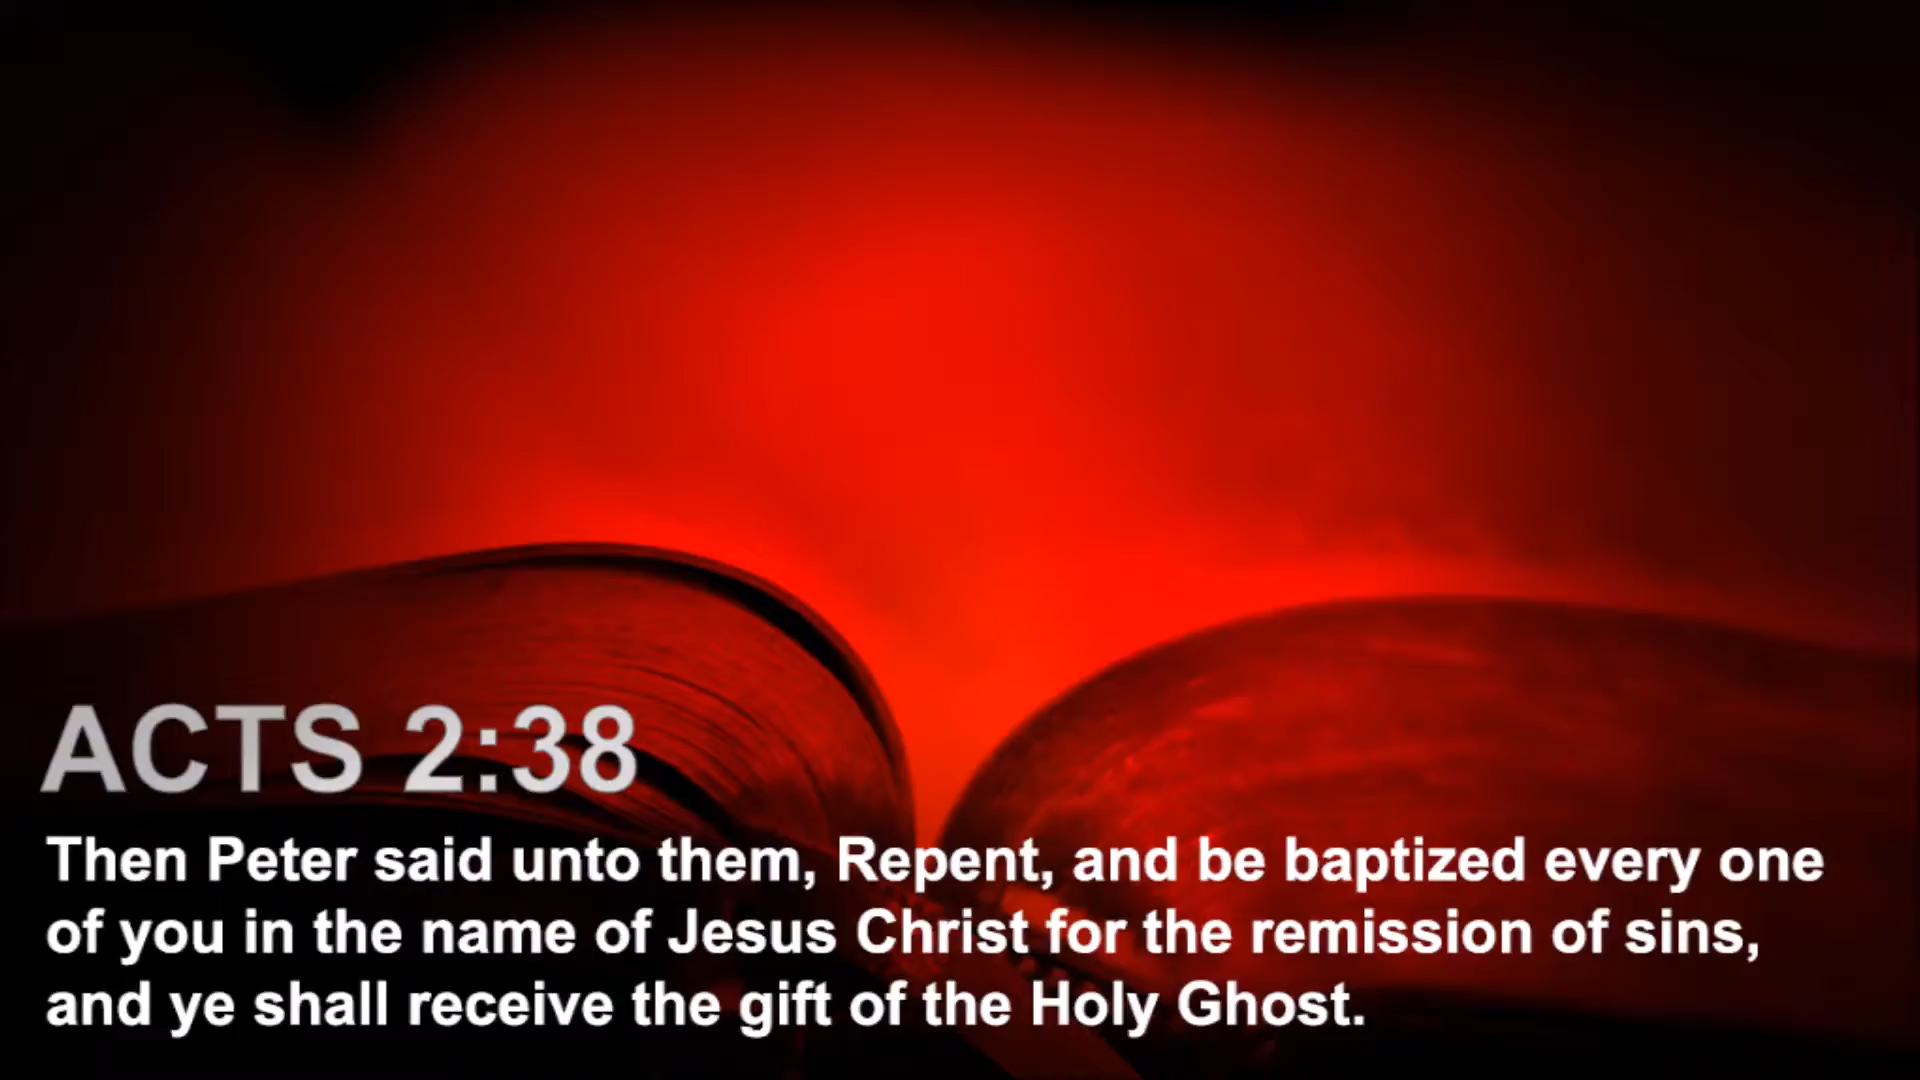 ACTS 2:38
Then Peter said unto them, Repent, and be baptized every one
of you in the name of Jesus Christ for the remission of sins,
and ye shall receive the gift of the Holy Ghost.